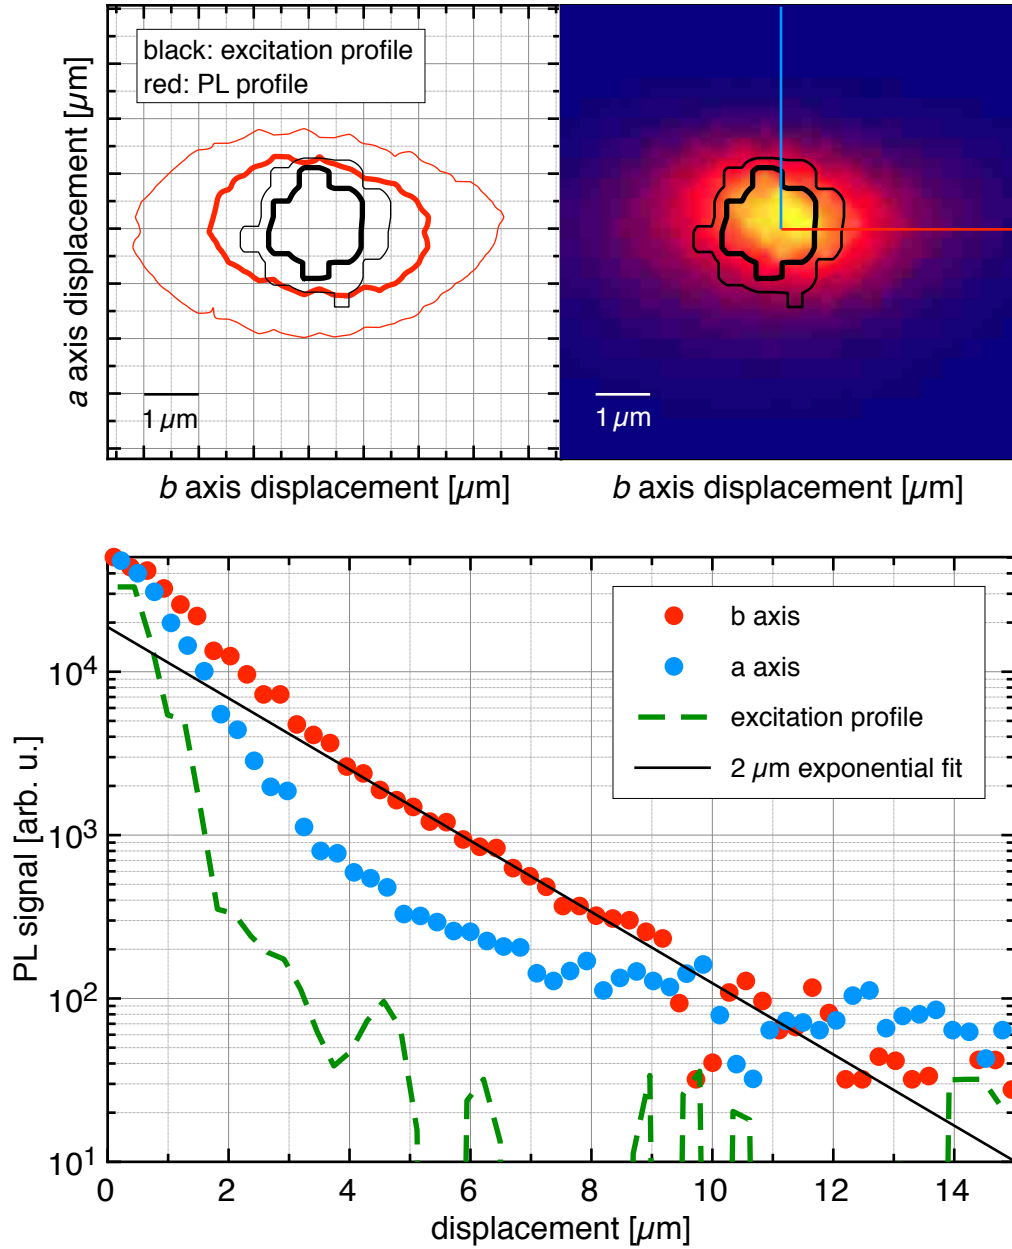 black: excitation profile
red: PL profile
a axis displacement [µm]
1 µm
1 µm
b axis displacement [µm]
b axis displacement [µm]
b axis
a axis
excitation profile
2 µm exponential fit
PL signal [arb. u.]
10⁴
10³
10²
10¹
0 2 4 6 8 10 12 14
displacement [µm]